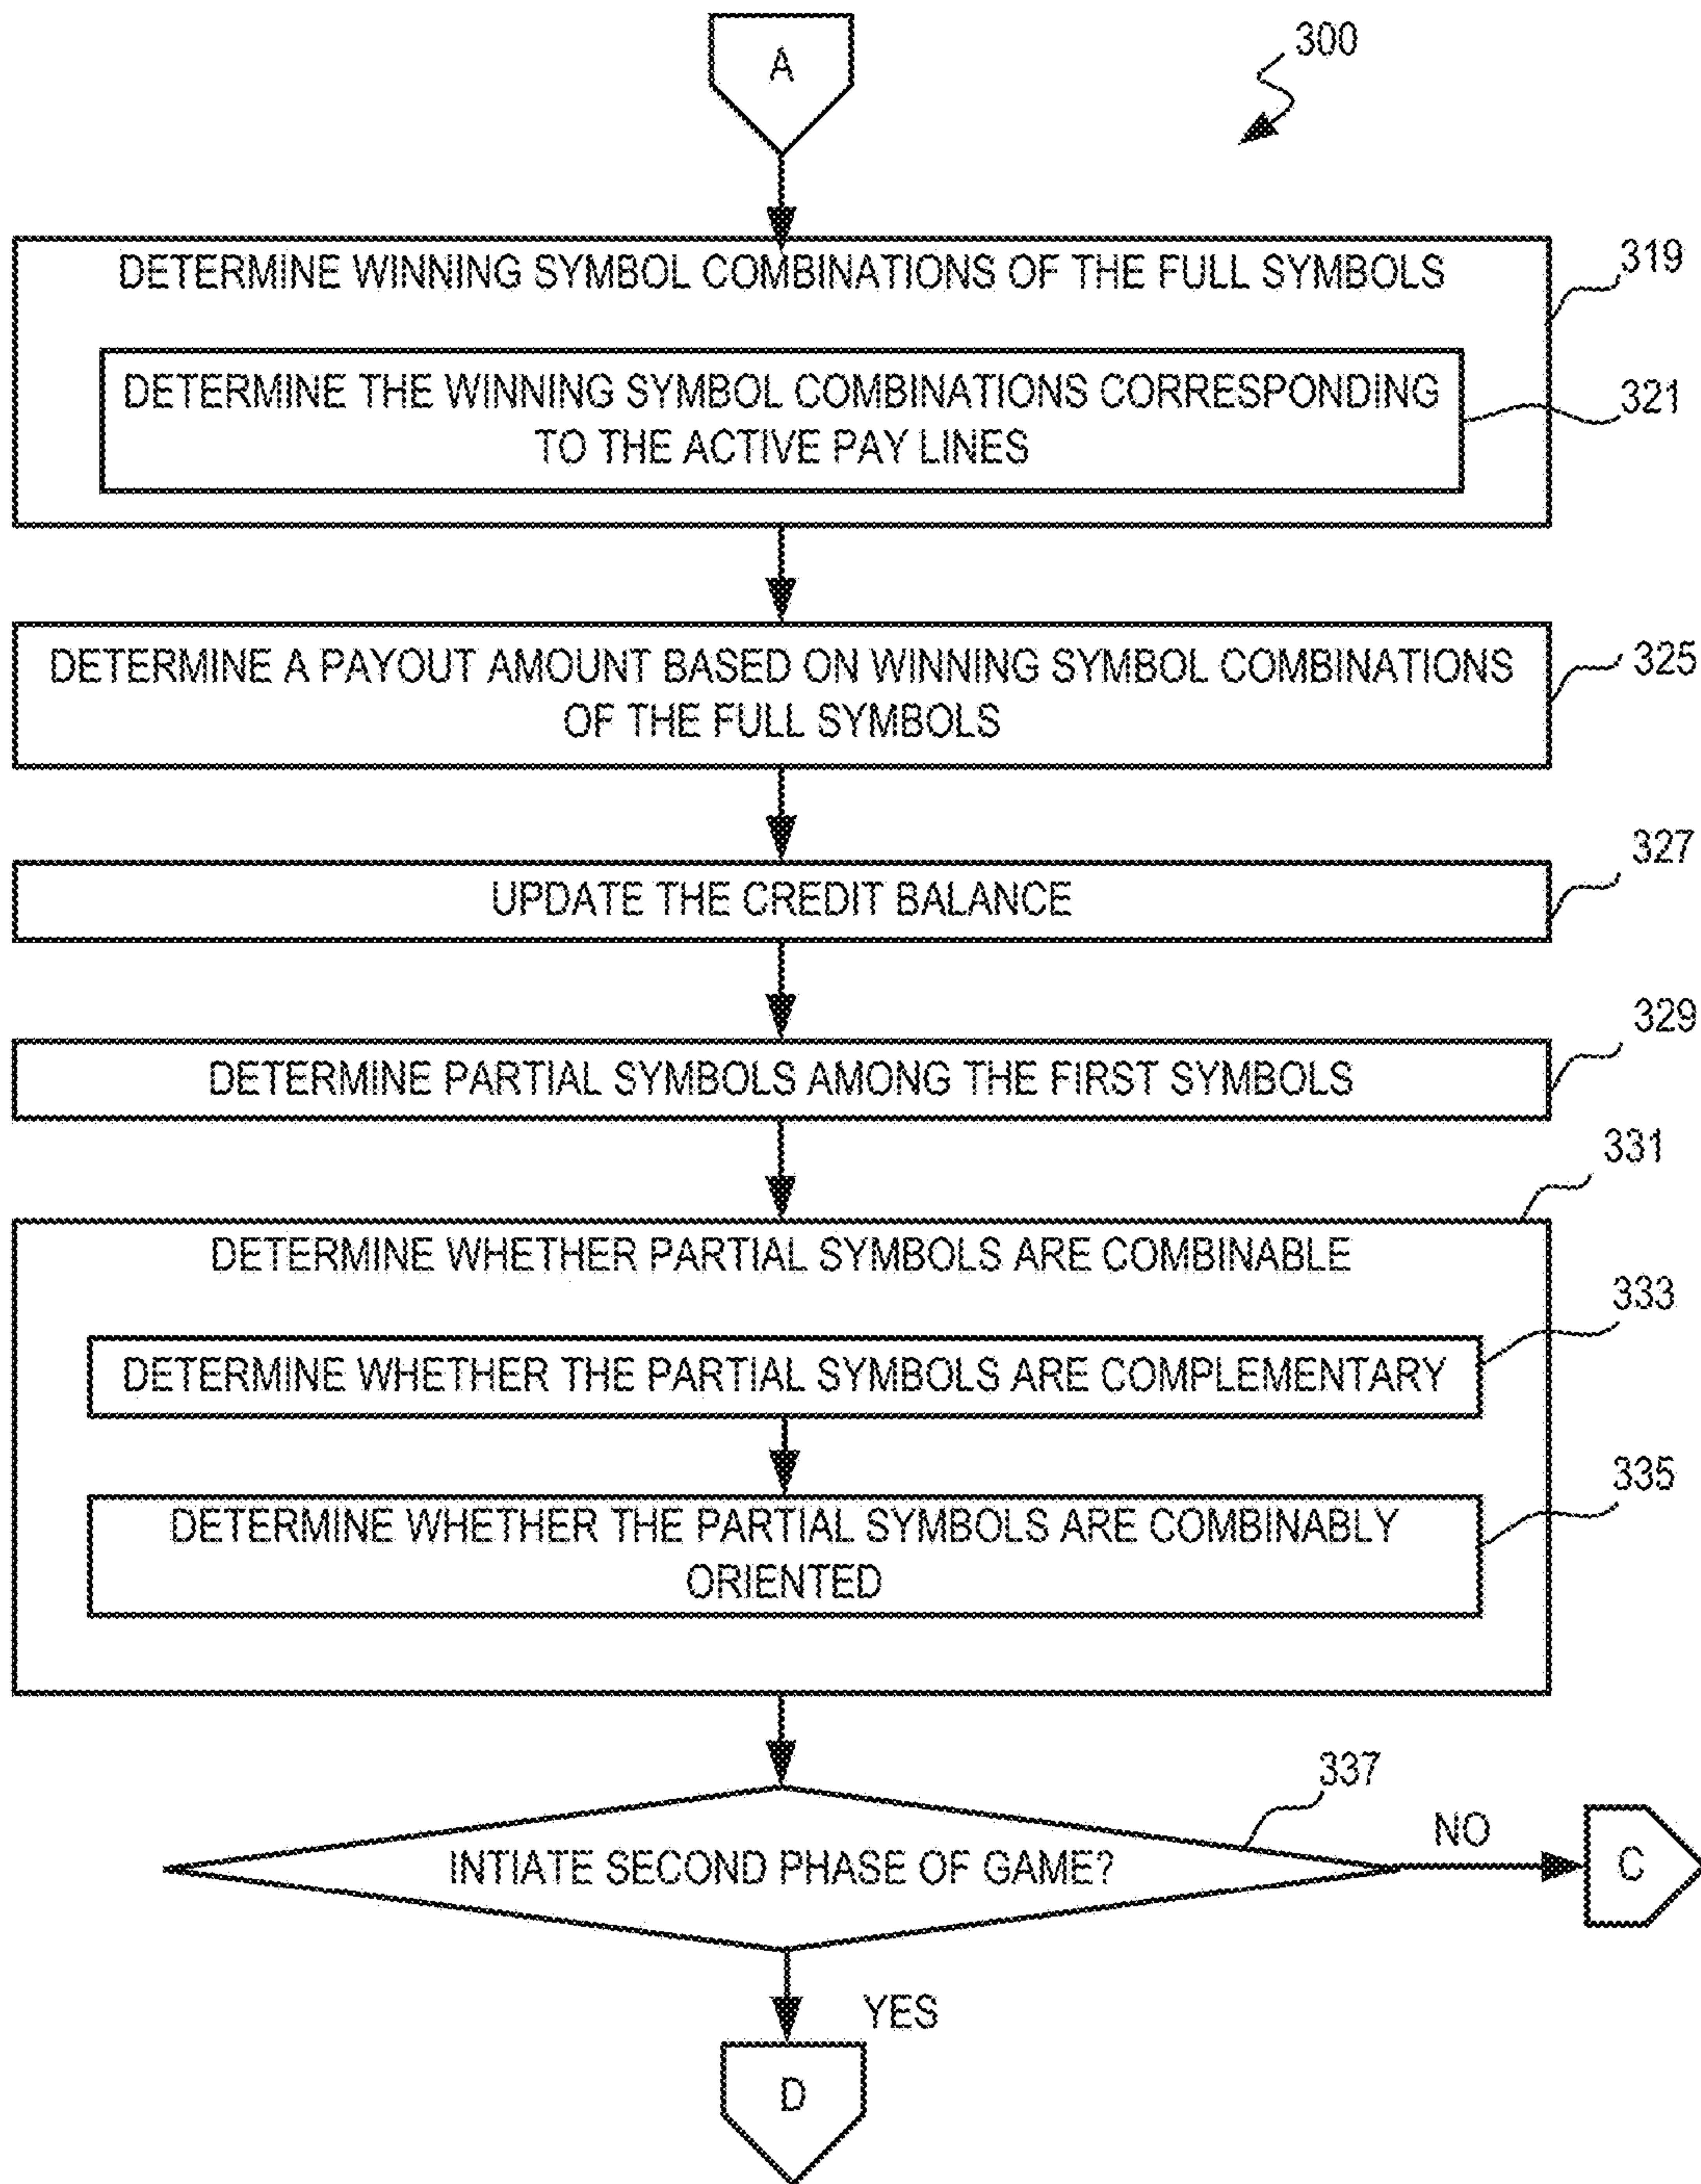 A
300
DETERMINE WINNING SYMBOL COMBINATIONS OF THE FULL SYMBOLS
319
DETERMINE THE WINNING SYMBOL COMBINATIONS CORRESPONDING
TO THE ACTIVE PAY LINES
321
DETERMINE A PAYOUT AMOUNT BASED ON WINNING SYMBOL COMBINATIONS
OF THE FULL SYMBOLS
325
UPDATE THE CREDIT BALANCE
327
DETERMINE PARTIAL SYMBOLS AMONG THE FIRST SYMBOLS
329
331
DETERMINE WHETHER PARTIAL SYMBOLS ARE COMBINABLE
333
DETERMINE WHETHER THE PARTIAL SYMBOLS ARE COMPLEMENTARY
335
DETERMINE WHETHER THE PARTIAL SYMBOLS ARE COMBINABLY
ORIENTED
337
INTIATE SECOND PHASE OF GAME?
NO
C
YES
D